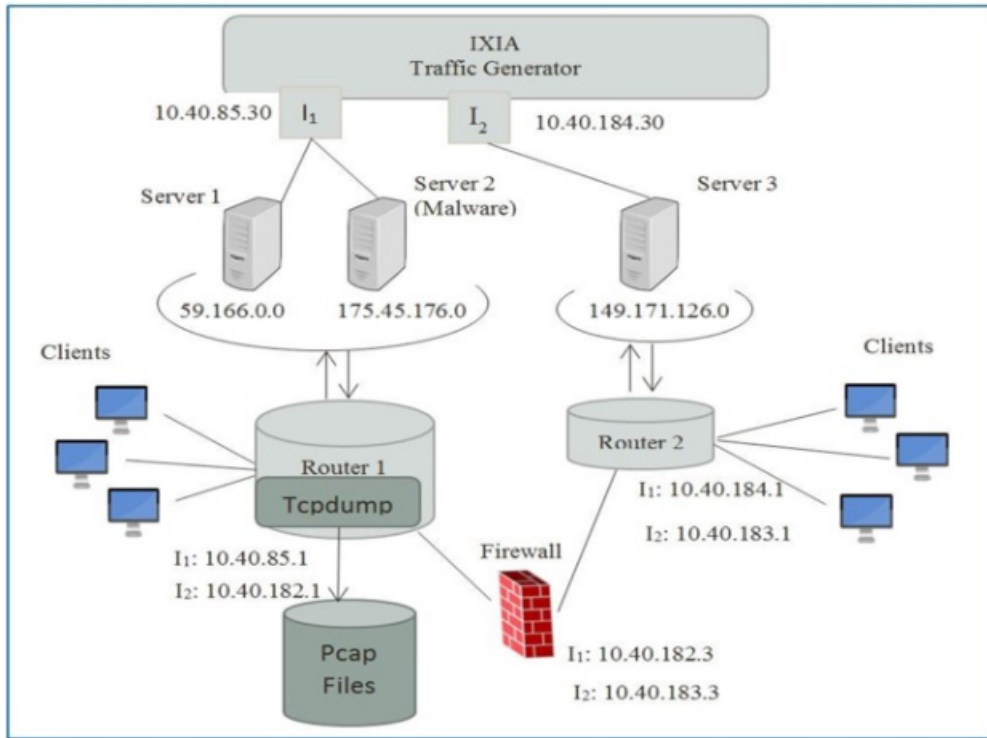 IXIA
Traffic Generator
10.40.85.30
I₁
I₂
10.40.184.30
Server 1
Server 2
(Malware)
Server 3
59.166.0.0
175.45.176.0
149.171.126.0
Clients
Clients
Router 1
Tcpdump
Router 2
I₁: 10.40.184.1
I₂: 10.40.183.1
I₁: 10.40.85.1
I₂: 10.40.182.1
Firewall
Pcap
Files
I₁: 10.40.182.3
I₂: 10.40.183.3